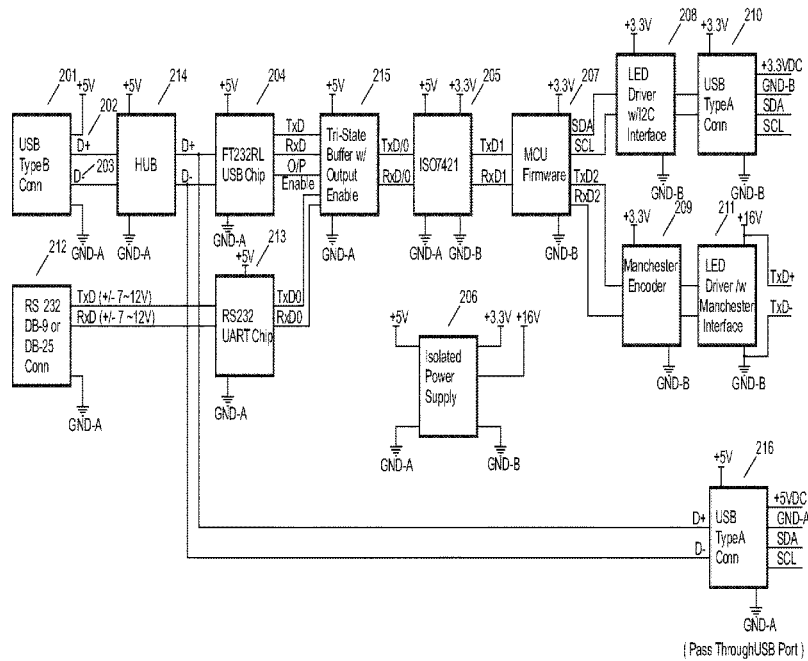 208
210
+3.3V
+3.3V
201
214
204
215
205
207
LED
Driver
w/I2C
Interface
USB
TypeA
Conn
+3.3VDC
GND-B
SDA
SCL
+5V
+5V
+5V
+5V
+5V
+3.3V
+3.3V
202
D+
203
D-
USB
TypeB
Conn
HUB
D+
D-
FT232RL
USB Chip
TxD
RxD
O/P
Enable
Tri-State
Buffer w/
Output
Enable
TxD/0
RxD/0
ISO7421
TxD1
RxD1
MCU
Firmware
SDA
SCL
TxD2
RxD2
GND-B
GND-B
GND-A
GND-A
GND-A
GND-A
GND-A
GND-B
GND-B
+3.3V
209
211
+16V
Manchester
Encoder
LED
Driver /w
Manchester
Interface
TxD+
TxD-
GND-B
GND-B
212
213
+5V
RS 232
DB-9 or
DB-25
Conn
TxD (+/- 7~12V)
RxD (+/- 7 ~12V)
RS232
UART Chip
TxD0
RxD0
GND-A
GND-A
206
+5V
+3.3V
+16V
Isolated
Power
Supply
GND-A
GND-B
216
+5V
D+
D-
USB
TypeA
Conn
+5VDC
GND-A
SDA
SCL
GND-A
( Pass ThroughUSB Port )